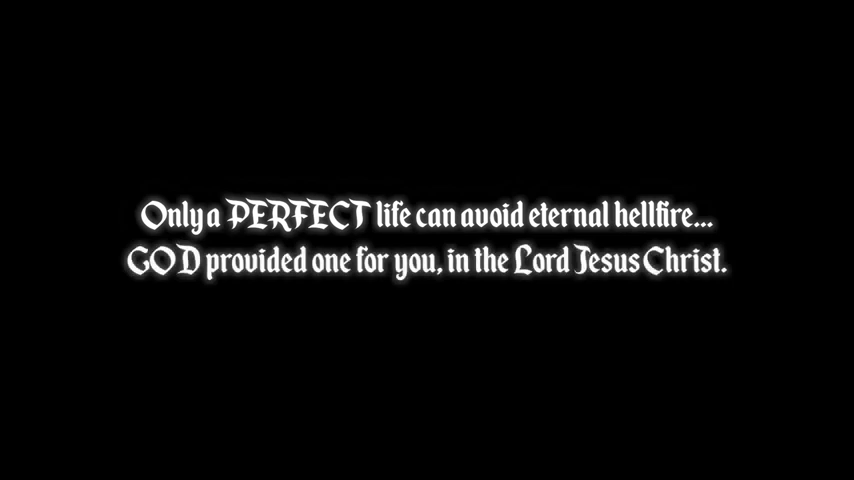 Only a PERFECT life can avoid eternal hellfire...
GOD provided one for you, in the Lord Jesus Christ.